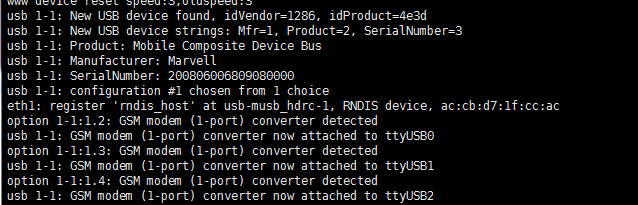 www device reset speed:3,oldspeed:3
usb 1-1: New USB device found, idVendor=1286, idProduct=4e3d
usb 1-1: New USB device strings: Mfr=1, Product=2, SerialNumber=3
usb 1-1: Product: Mobile Composite Device Bus
usb 1-1: Manufacturer: Marvell
usb 1-1: SerialNumber: 200806006809080000
usb 1-1: configuration #1 chosen from 1 choice
eth1: register 'rndis_host' at usb-musb_hdrc-1, RNDIS device, ac:cb:d7:1f:cc:ac
option 1-1:1.2: GSM modem (1-port) converter detected
usb 1-1: GSM modem (1-port) converter now attached to ttyUSB0
option 1-1:1.3: GSM modem (1-port) converter detected
usb 1-1: GSM modem (1-port) converter now attached to ttyUSB1
option 1-1:1.4: GSM modem (1-port) converter detected
usb 1-1: GSM modem (1-port) converter now attached to ttyUSB2